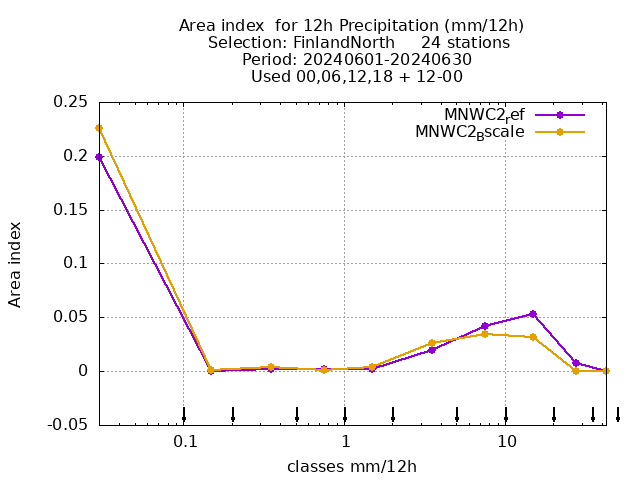 Area index  for 12h Precipitation (mm/12h)
Selection: FinlandNorth     24 stations
Period: 20240601-20240630
Used 00,06,12,18 + 12-00
MNWC2ref
MNWC2Bscale
0.25
0.2
0.15
0.1
0.05
0
-0.05
Area index
0.1 1 10
classes mm/12h